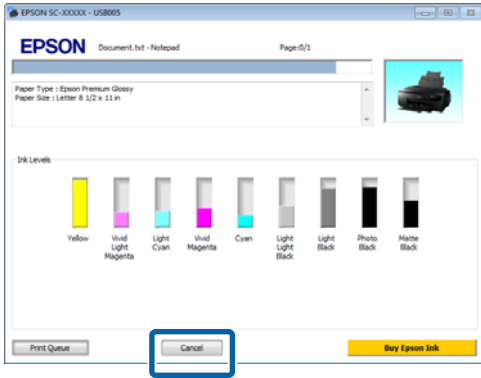 EPSON SC-XXXXX - USB005
EPSON
Document.txt - Notepad
Page:0/1
Paper Type : Epson Premium Glossy
Paper Size : Letter 8 1/2 x 11 in
Ink Levels
Yellow
Vivid
Light
Magenta
Light
Cyan
Vivid
Magenta
Cyan
Light
Light
Black
Light
Black
Photo
Black
Matte
Black
Print Queue
Cancel
Buy Epson Ink